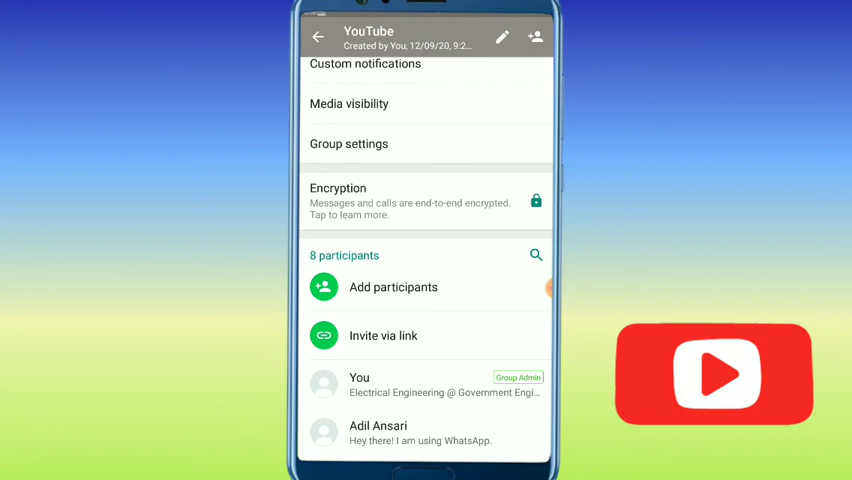 YouTube
Created by You, 12/09/20, 9:2...
Custom notifications
Media visibility
Group settings
Encryption
Messages and calls are end-to-end encrypted.
Tap to learn more.
8 participants
Add participants
Invite via link
You
Group Admin
Electrical Engineering @ Government Engi...
Adil Ansari
Hey there! I am using WhatsApp.